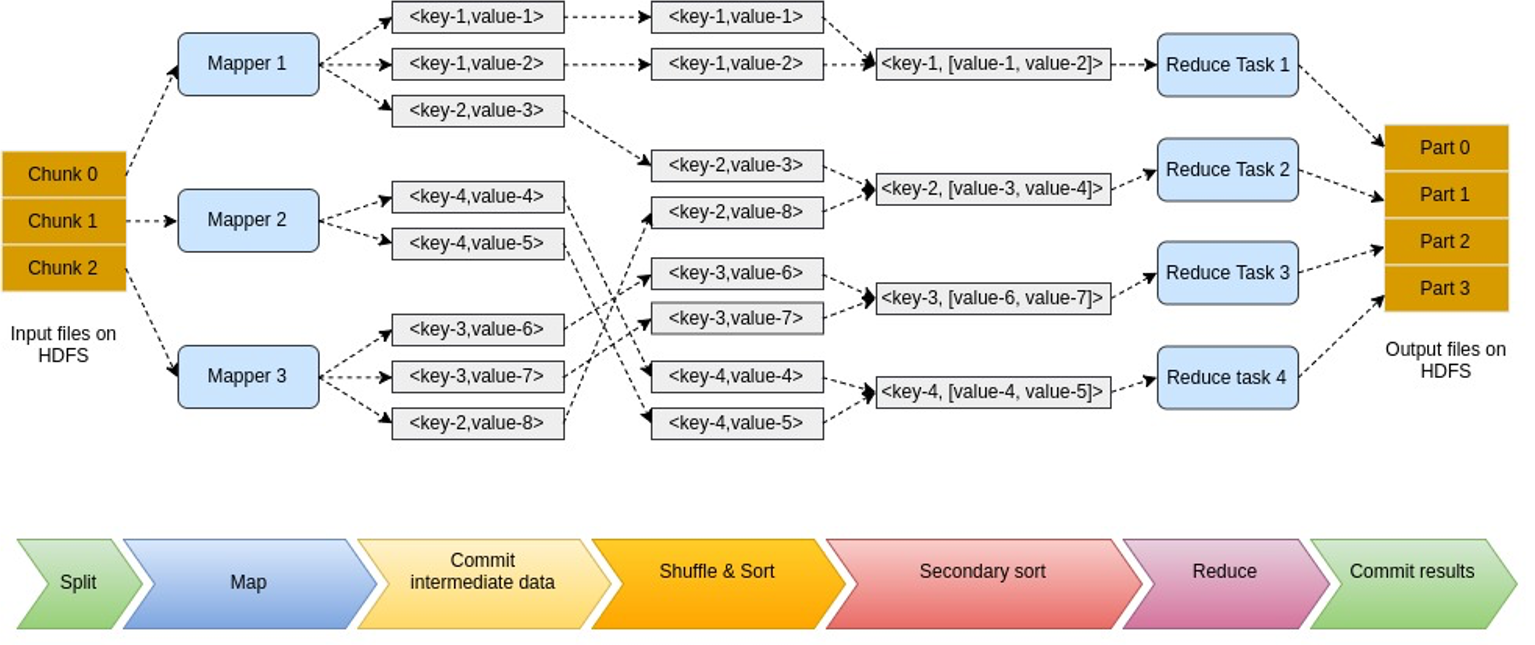 <key-1,value-1>
<key-1,value-2>
<key-2,value-3>
<key-4,value-4>
<key-4,value-5>
<key-3,value-6>
<key-3,value-7>
<key-2,value-8>
<key-1,value-1>
<key-1,value-2>
<key-2,value-3>
<key-2,value-8>
<key-3,value-6>
<key-3,value-7>
<key-4,value-4>
<key-4,value-5>
<key-1, [value-1, value-2]>
<key-2, [value-3, value-4]>
<key-3, [value-6, value-7]>
<key-4, [value-4, value-5]>
Mapper 1
Mapper 2
Mapper 3
Chunk 0
Chunk 1
Chunk 2
Input files on
HDFS
Reduce Task 1
Reduce Task 2
Reduce Task 3
Reduce task 4
Part 0
Part 1
Part 2
Part 3
Output files on
HDFS
Split
Map
Commit
intermediate data
Shuffle & Sort
Secondary sort
Reduce
Commit results